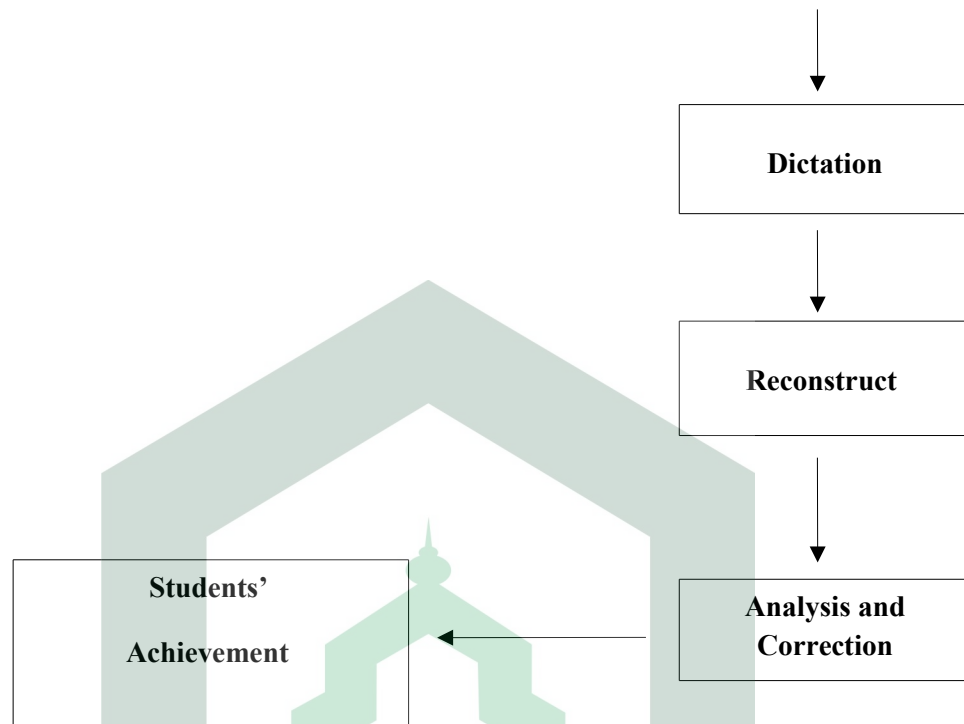 Dictation
Reconstruct
Analysis and
Correction
Students’
Achievement